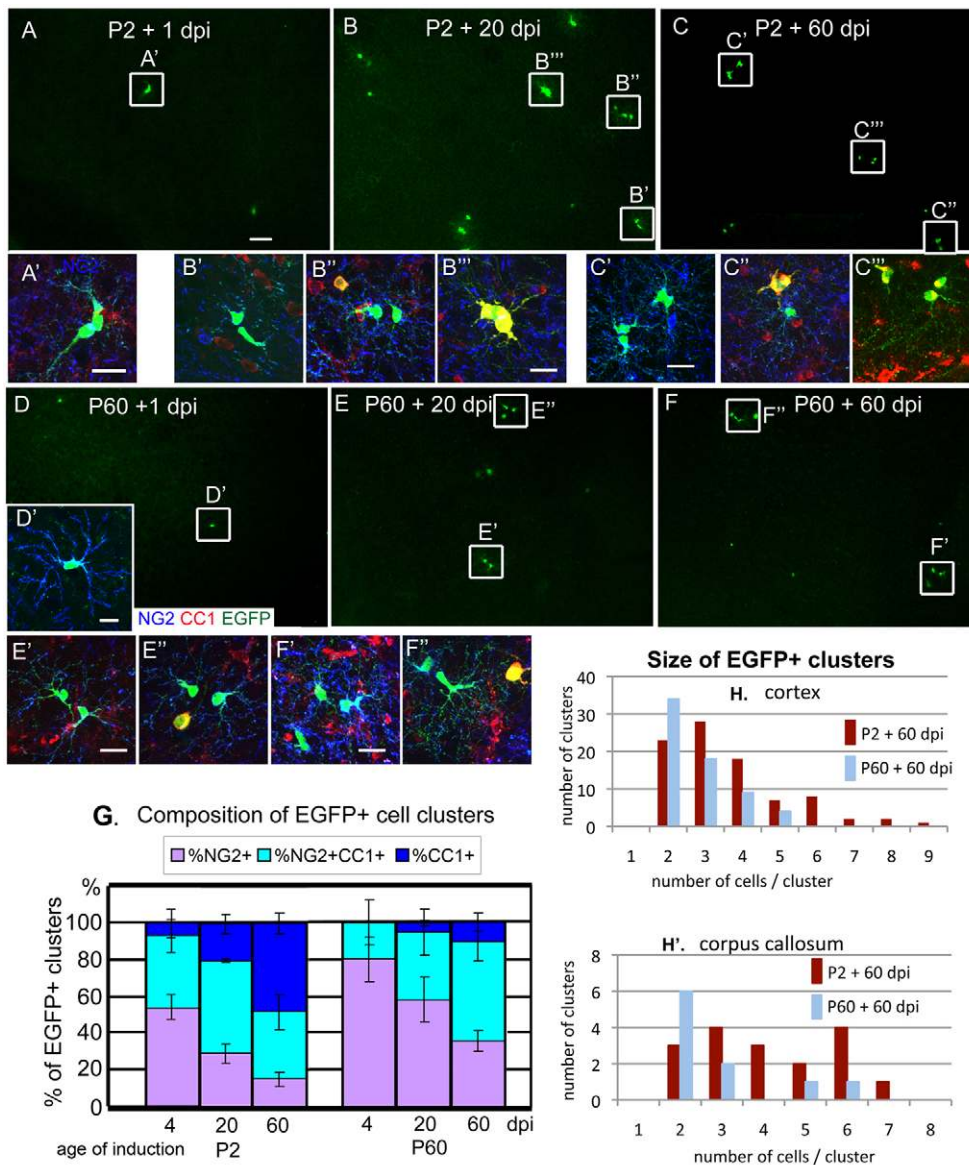 A P2 + 1 dpi A'
B P2 + 20 dpi B''' B'' B'
C P2 + 60 dpi C' C''' C''
A' NG2
B' B'' B''' C' C'' C'''
D P60 +1 dpi D'
E P60 + 20 dpi E'' E'
F P60 + 60 dpi F'' F'
D'
NG2 CC1 EGFP
E' E'' F' F''
Size of EGFP+ clusters
H. cortex
number of clusters
40
30
20
10
0
P2 + 60 dpi
P60 + 60 dpi
1 2 3 4 5 6 7 8 9
number of cells / cluster
G. Composition of EGFP+ cell clusters
%NG2+ %NG2+CC1+ %CC1+
%
% of EGFP+ clusters
100
80
60
40
20
0
4 20 60 4 20 60 dpi
age of induction P2 P60
H'. corpus callosum
number of clusters
8
6
4
2
0
P2 + 60 dpi
P60 + 60 dpi
1 2 3 4 5 6 7 8
number of cells / cluster